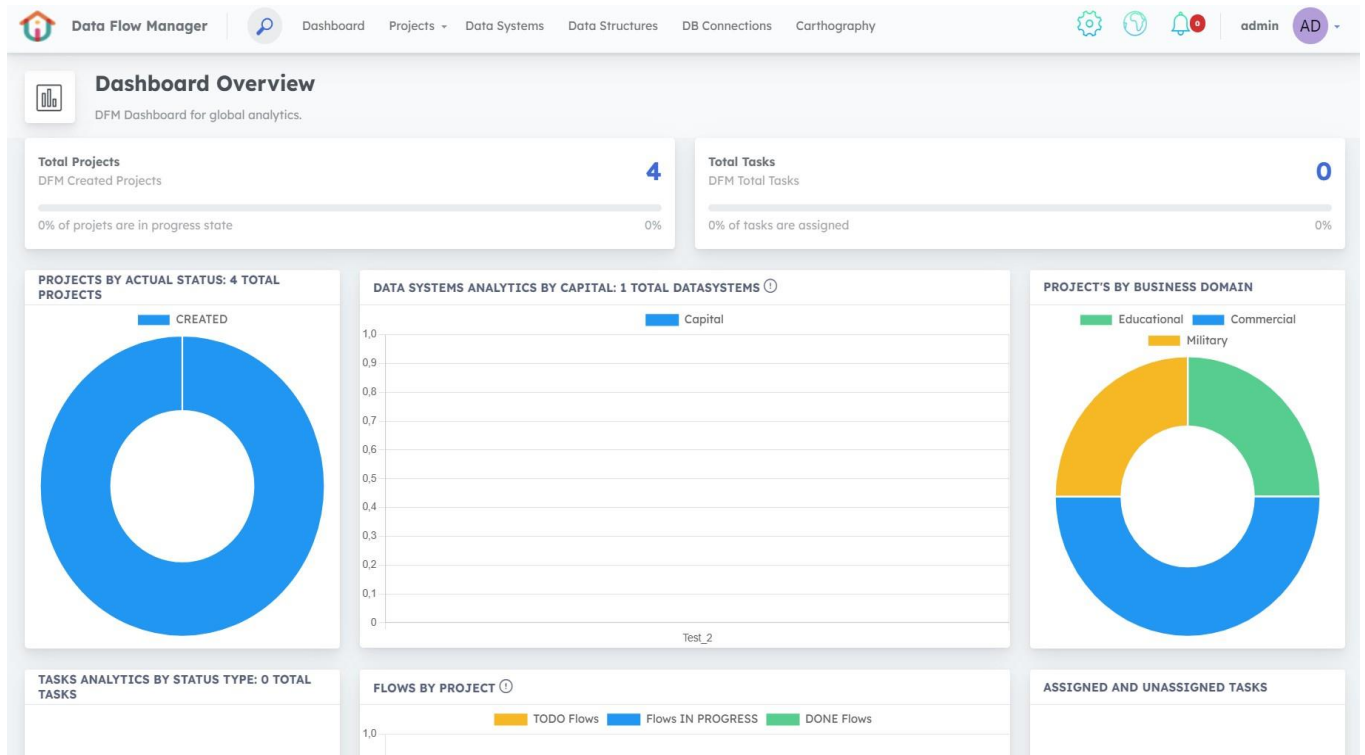 Data Flow Manager
Dashboard Projects Data Systems Data Structures DB Connections Carthography
0
admin AD
Dashboard Overview
DFM Dashboard for global analytics.
Total Projects
DFM Created Projects
4
0% of projets are in progress state 0%
Total Tasks
DFM Total Tasks
0
0% of tasks are assigned 0%
PROJECTS BY ACTUAL STATUS: 4 TOTAL
PROJECTS
CREATED
DATA SYSTEMS ANALYTICS BY CAPITAL: 1 TOTAL DATASYSTEMS
Capital
1,0
0,9
0,8
0,7
0,6
0,5
0,4
0,3
0,2
0,1
0
Test_2
PROJECT'S BY BUSINESS DOMAIN
Educational Commercial
Military
TASKS ANALYTICS BY STATUS TYPE: 0 TOTAL
TASKS
FLOWS BY PROJECT
TODO Flows Flows IN PROGRESS DONE Flows
1,0
ASSIGNED AND UNASSIGNED TASKS